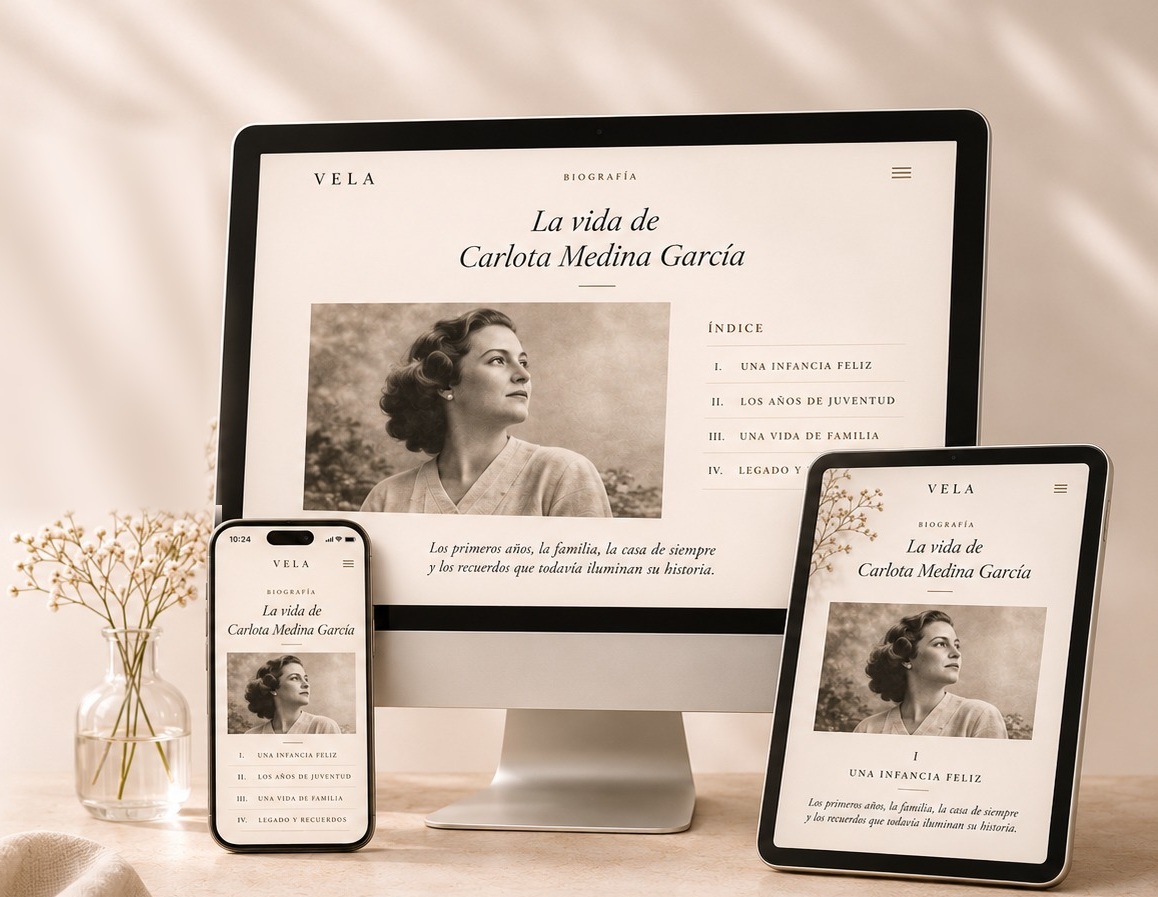 VELA
BIOGRAFÍA
La vida de
Carlota Medina García
ÍNDICE
I. UNA INFANCIA FELIZ
II. LOS AÑOS DE JUVENTUD
III. UNA VIDA DE FAMILIA
IV. LEGADO Y
Los primeros años, la familia, la casa de siempre
y los recuerdos que todavía iluminan su historia.
10:24
VELA
BIOGRAFÍA
La vida de
Carlota Medina García
I. UNA INFANCIA FELIZ
II. LOS AÑOS DE JUVENTUD
III. UNA VIDA DE FAMILIA
IV. LEGADO Y RECUERDOS
VELA
BIOGRAFÍA
La vida de
Carlota Medina García
I
UNA INFANCIA FELIZ
Los primeros años, la familia, la casa de siempre
y los recuerdos que todavía iluminan su historia.